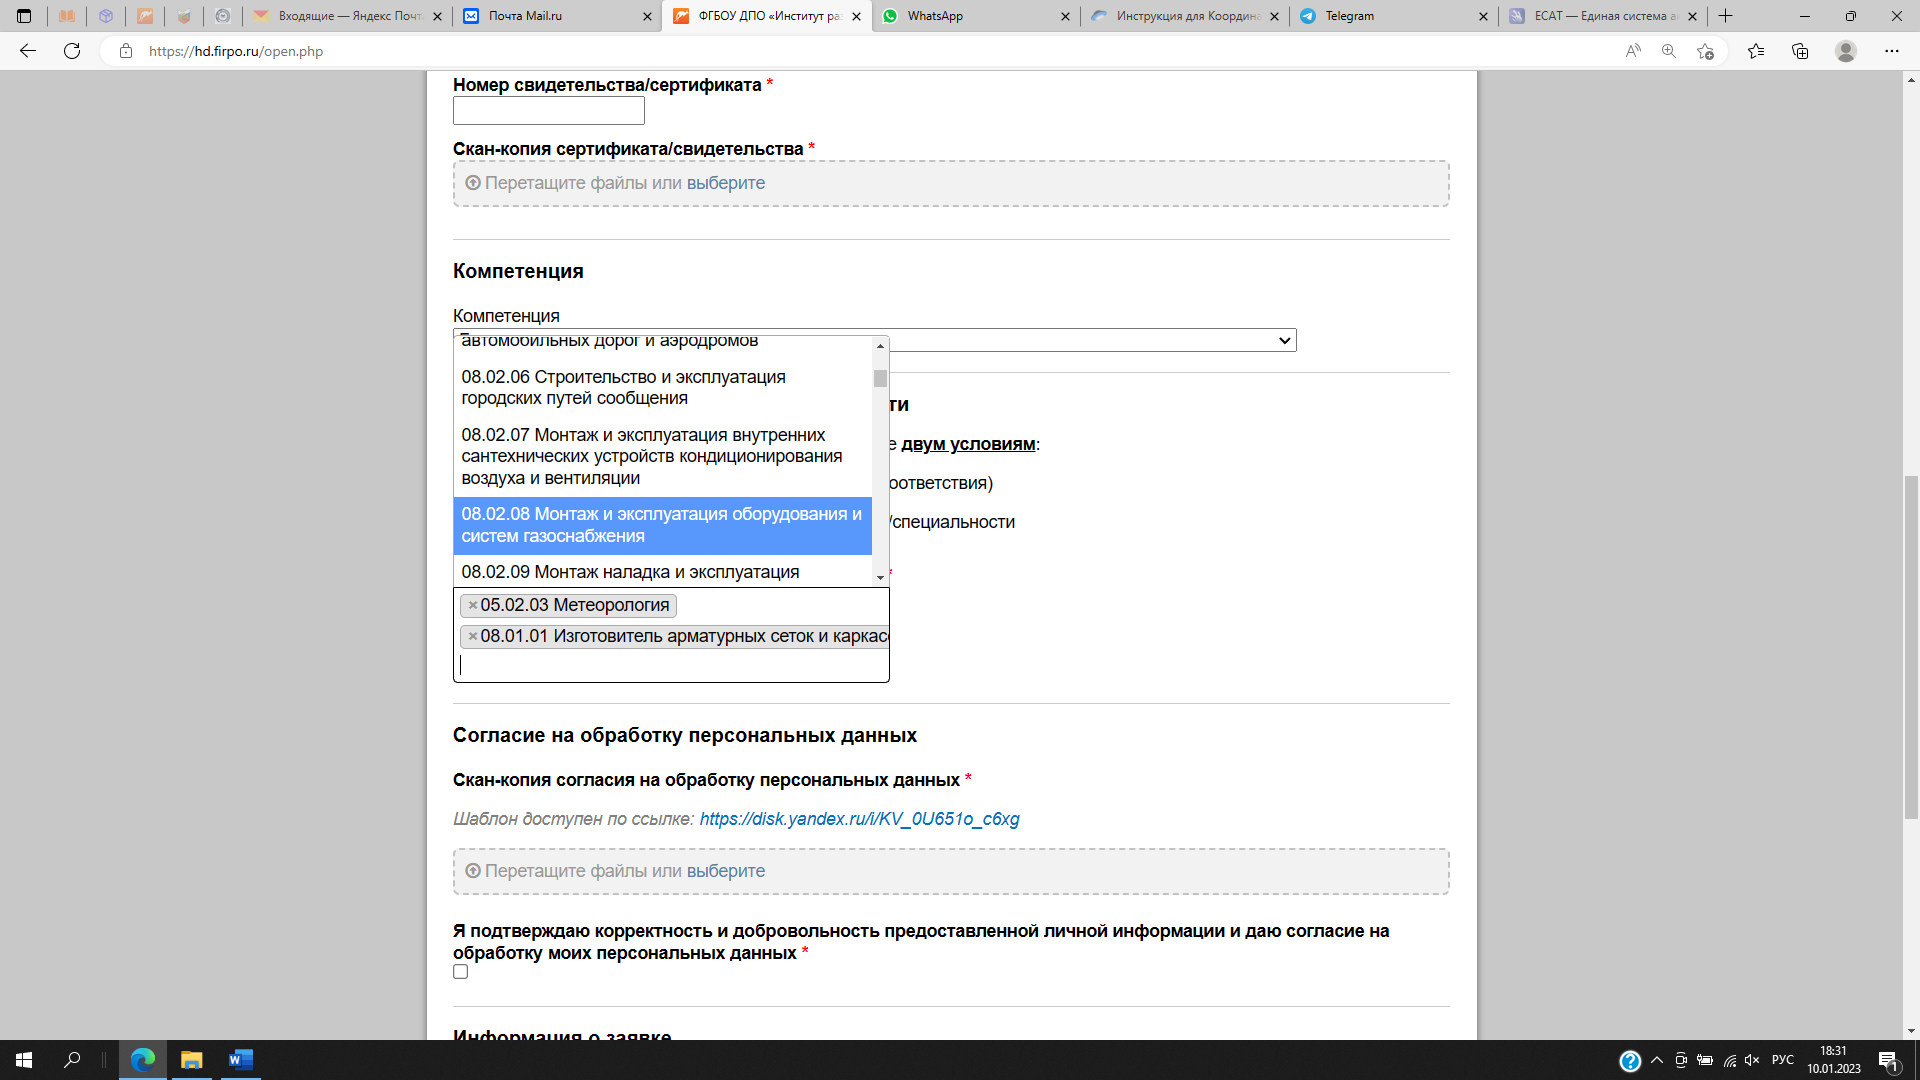 Входящие — Яндекс Почт
Почта Mail.ru
ФГБОУ ДПО «Институт ра
WhatsApp
Инструкция для Координа
Telegram
ЕСАТ — Единая система а
https://hd.firpo.ru/open.php
Номер свидетельства/сертификата *
Скан-копия сертификата/свидетельства *
Перетащите файлы или выберите
Компетенция
Компетенция
автомобильных дорог и аэродромов
08.02.06 Строительство и эксплуатация
городских путей сообщения
ти
08.02.07 Монтаж и эксплуатация внутренних
сантехнических устройств кондиционирования
воздуха и вентиляции
е двум условиям:
оответствия)
08.02.08 Монтаж и эксплуатация оборудования и
систем газоснабжения
/специальности
08.02.09 Монтаж наладка и эксплуатация
*
×05.02.03 Метеорология
×08.01.01 Изготовитель арматурных сеток и каркасо
Согласие на обработку персональных данных
Скан-копия согласия на обработку персональных данных *
Шаблон доступен по ссылке: https://disk.yandex.ru/i/KV_0U651o_c6xg
Перетащите файлы или выберите
Я подтверждаю корректность и добровольность предоставленной личной информации и даю согласие на
обработку моих персональных данных *
Информация о заявке
РУС
18:31
10.01.2023
1